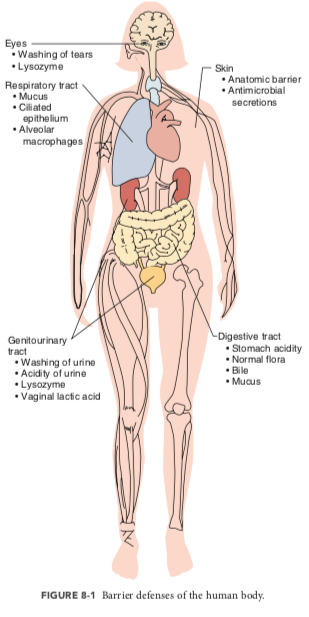 Eyes
• Washing of tears
• Lysozyme
Respiratory tract
• Mucus
• Ciliated
epithelium
• Alveolar
macrophages
Skin
• Anatomic barrier
• Antimicrobial
secretions
Genitourinary
tract
• Washing of urine
• Acidity of urine
• Lysozyme
• Vaginal lactic acid
Digestive tract
• Stomach acidity
• Normal flora
• Bile
• Mucus
FIGURE 8-1 Barrier defenses of the human body.